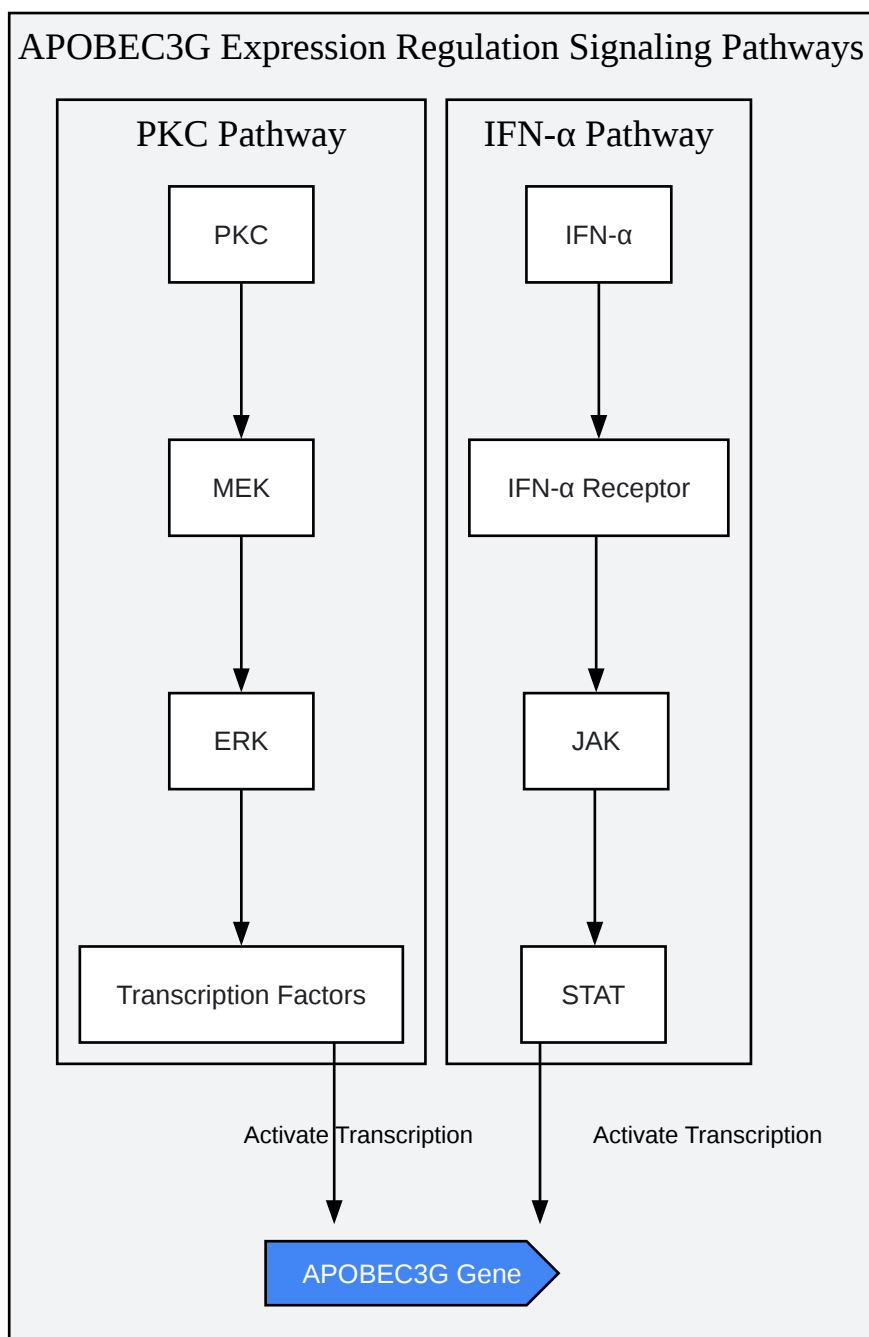 APOBEC3G Expression Regulation Signaling Pathways
PKC Pathway
PKC
MEK
ERK
Transcription Factors
Activate Transcription
IFN-α Pathway
IFN-α
IFN-α Receptor
JAK
STAT
Activate Transcription
APOBEC3G Gene